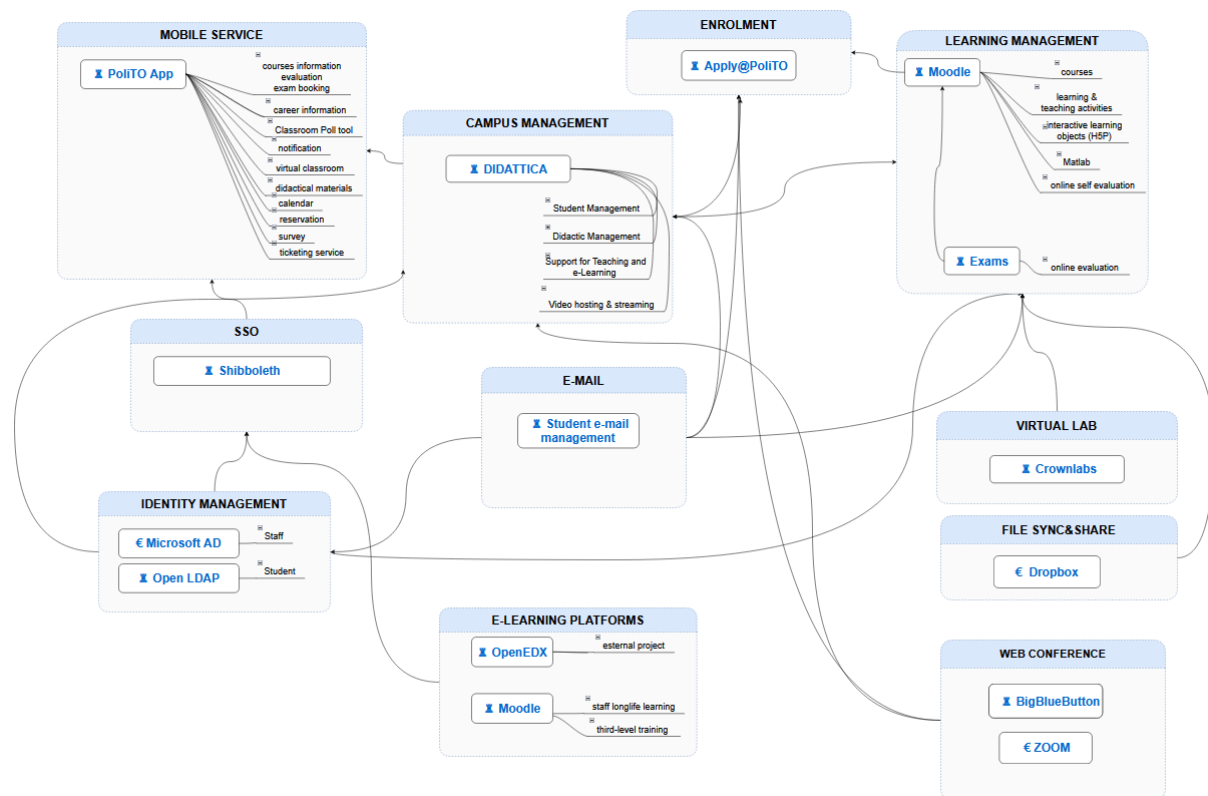 MOBILE SERVICE
PoliTO App
courses information
evaluation
exam booking
career information
Classroom Poll tool
notification
virtual classroom
didactical materials
calendar
reservation
survey
ticketing service
ENROLMENT
Apply@PoliTO
LEARNING MANAGEMENT
Moodle
courses
learning &
teaching activities
interactive learning
objects (H5P)
Matlab
online self evaluation
Exams
online evaluation
CAMPUS MANAGEMENT
DIDATTICA
Student Management
Didactic Management
Support for Teaching and
e-Learning
Video hosting & streaming
SSO
Shibboleth
E-MAIL
Student e-mail
management
VIRTUAL LAB
Crownlabs
IDENTITY MANAGEMENT
€ Microsoft AD
Staff
Open LDAP
Student
FILE SYNC&SHARE
€ Dropbox
E-LEARNING PLATFORMS
OpenEDX
esternal project
Moodle
staff longlife learning
third-level training
WEB CONFERENCE
BigBlueButton
€ ZOOM